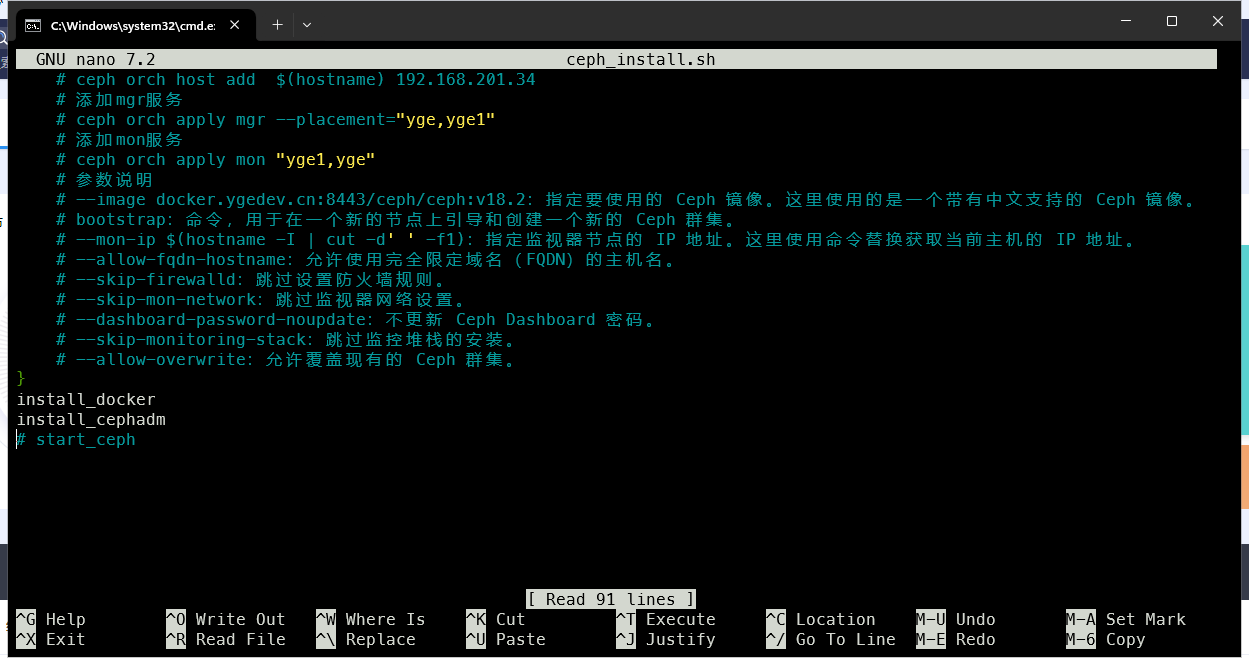 C:\Windows\system32\cmd.e:
GNU nano 7.2 ceph_install.sh
# ceph orch host add  $(hostname) 192.168.201.34
# 添加mgr服务
# ceph orch apply mgr --placement="yge,yge1"
# 添加mon服务
# ceph orch apply mon "yge1,yge"
# 参数说明
# --image docker.ygedev.cn:8443/ceph/ceph:v18.2: 指定要使用的 Ceph 镜像。这里使用的是一个带有中文支持的 Ceph 镜像。
# bootstrap: 命令, 用于在一个新的节点上引导和创建一个新的 Ceph 群集。
# --mon-ip $(hostname -I | cut -d' ' -f1): 指定监视器节点的 IP 地址。这里使用命令替换获取当前主机的 IP 地址。
# --allow-fqdn-hostname: 允许使用完全限定域名 (FQDN) 的主机名。
# --skip-firewalld: 跳过设置防火墙规则。
# --skip-mon-network: 跳过监视器网络设置。
# --dashboard-password-noupdate: 不更新 Ceph Dashboard 密码。
# --skip-monitoring-stack: 跳过监控堆栈的安装。
# --allow-overwrite: 允许覆盖现有的 Ceph 群集。
}
install_docker
install_cephadm
# start_ceph
[ Read 91 lines ]
^G Help ^O Write Out ^W Where Is ^K Cut ^T Execute ^C Location M-U Undo M-A Set Mark
^X Exit ^R Read File ^\ Replace ^U Paste ^J Justify ^/ Go To Line M-E Redo M-6 Copy